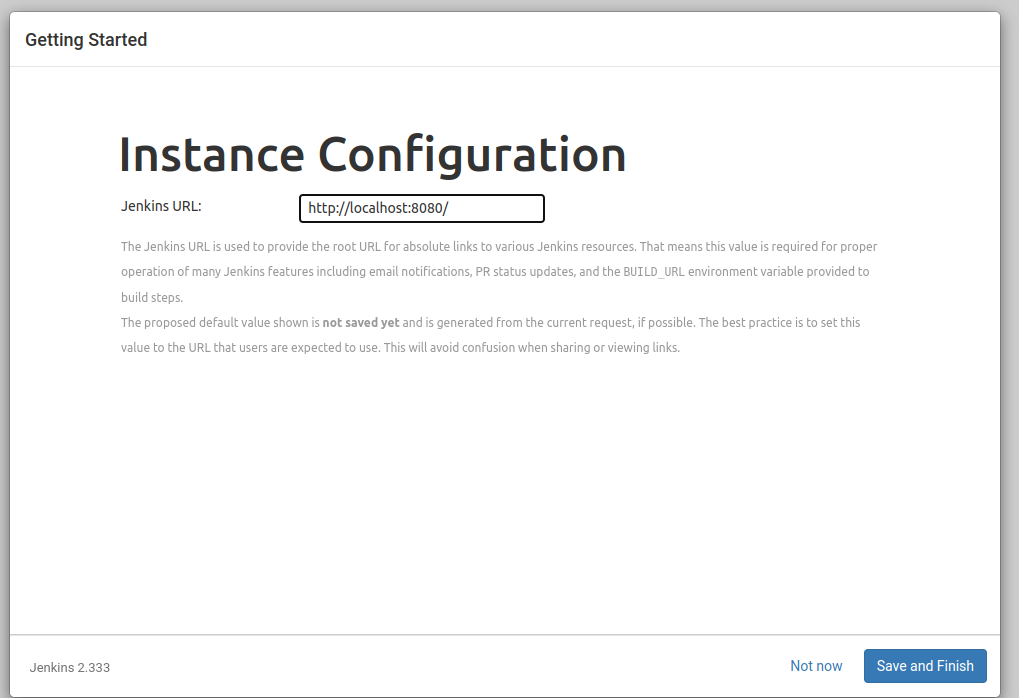 Getting Started
Instance Configuration
Jenkins URL:
http://localhost:8080/
The Jenkins URL is used to provide the root URL for absolute links to various Jenkins resources. That means this value is required for proper
operation of many Jenkins features including email notifications, PR status updates, and the BUILD_URL environment variable provided to
build steps.
The proposed default value shown is not saved yet and is generated from the current request, if possible. The best practice is to set this
value to the URL that users are expected to use. This will avoid confusion when sharing or viewing links.
Jenkins 2.333
Not now
Save and Finish